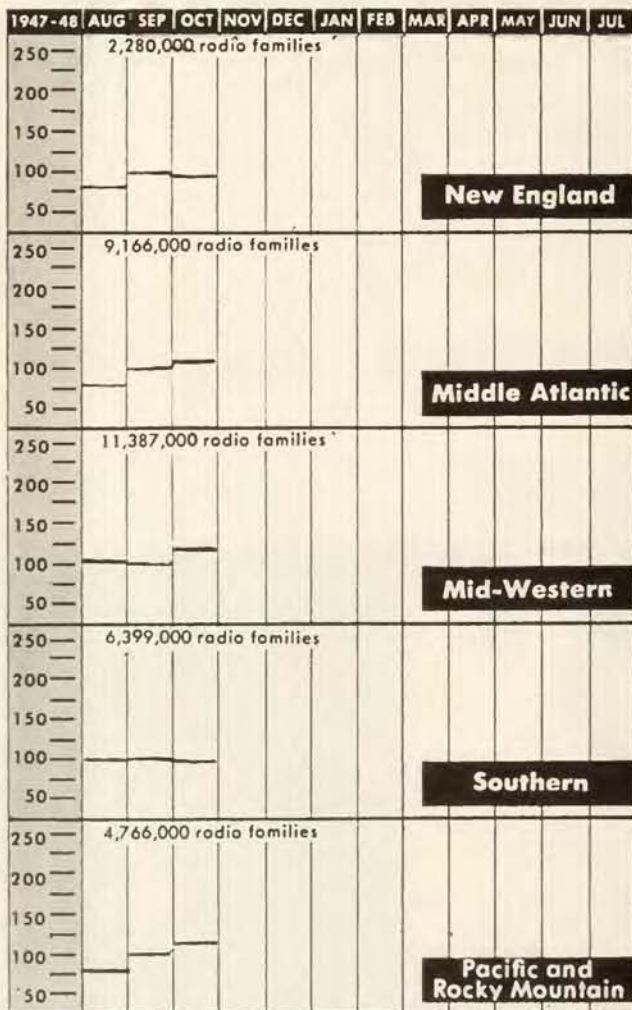 1947-48 AUG SEP OCT NOV DEC JAN FEB MAR APR MAY JUN JUL
2,280,000 radio families
250
200
150
100
50
New England
9,166,000 radio families
250
200
150
100
50
Middle Atlantic
11,387,000 radio families
250
200
150
100
50
Mid-Western
6,399,000 radio families
250
200
150
100
50
Southern
4,766,000 radio families
250
200
150
100
50
Pacific and
Rocky Mountain